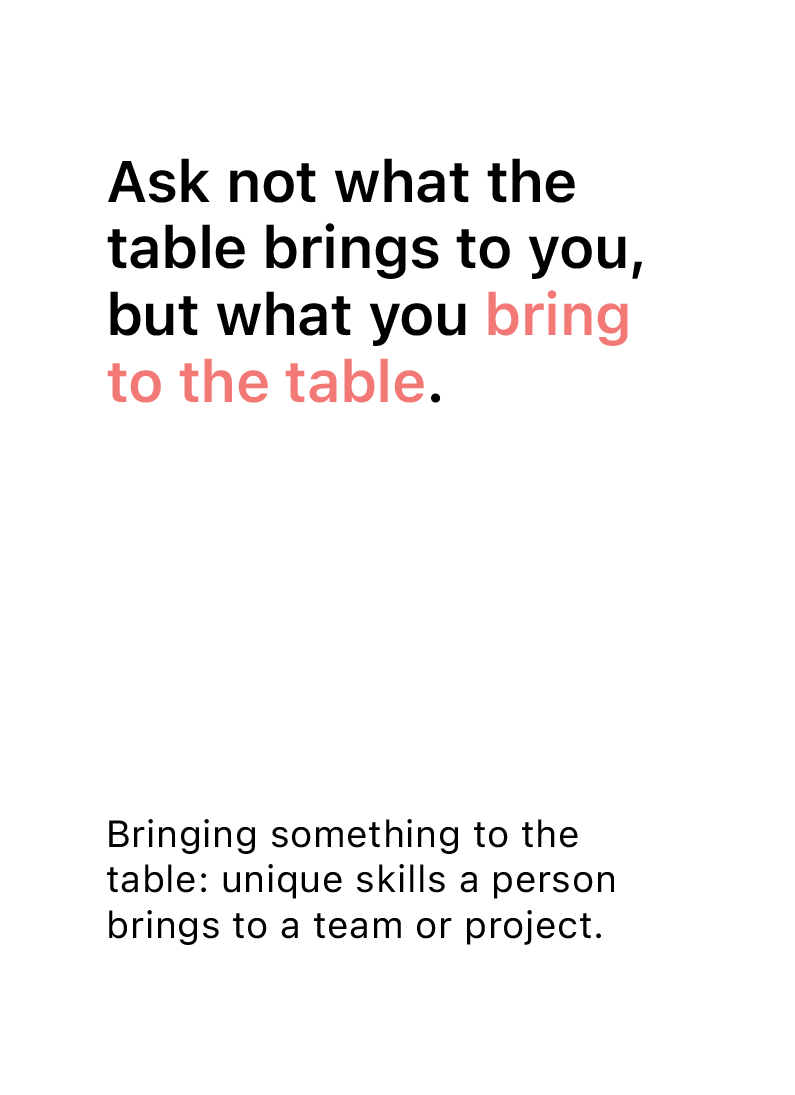 Ask not what the
table brings to you,
but what you bring
to the table.
Bringing something to the
table: unique skills a person
brings to a team or project.